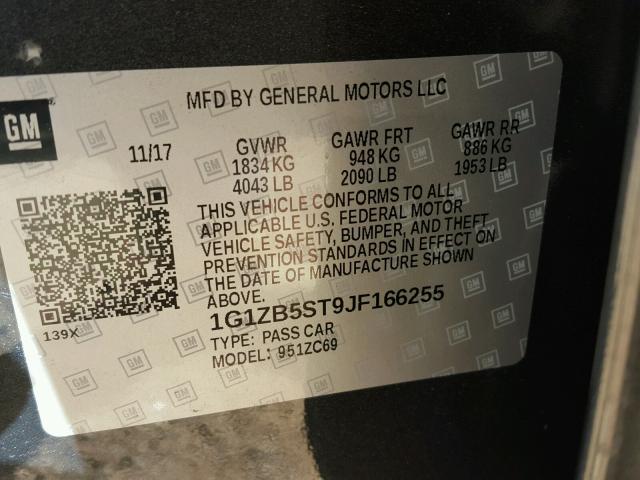 MFD BY GENERAL MOTORS LLC
GM
11/17
GVWR GAWR FRT GAWR RR
1834 KG 948 KG 886 KG
4043 LB 2090 LB 1953 LB
THIS VEHICLE CONFORMS TO ALL
APPLICABLE U.S. FEDERAL MOTOR
VEHICLE SAFETY, BUMPER, AND THEFT
PREVENTION STANDARDS IN EFFECT ON
THE DATE OF MANUFACTURE SHOWN
ABOVE.
139X
1G1ZB5ST9JF166255
TYPE: PASS CAR
MODEL: 951ZC69